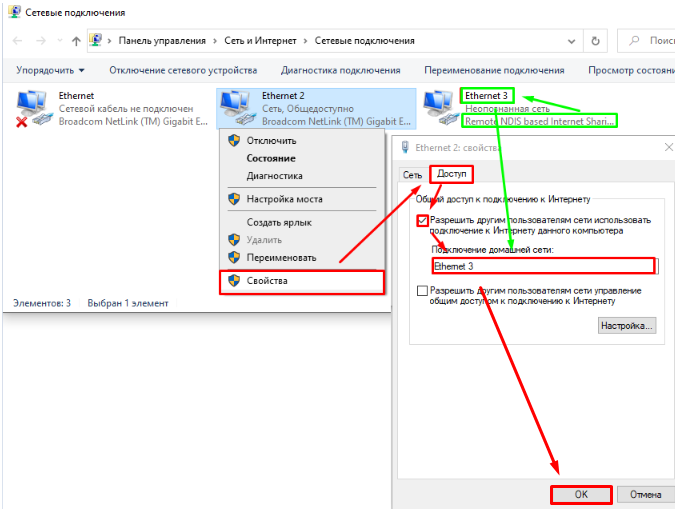 Сетевые подключения
Панель управления > Сеть и Интернет > Сетевые подключения
Поис
Упорядочить
Отключение сетевого устройства
Диагностика подключения
Переименование подключения
Просмотр состояни
Ethernet
Сетевой кабель не подключен
Broadcom NetLink (TM) Gigabit E...
Ethernet 2
Сеть, Общедоступно
Broadcom NetLink (TM) Gigabit E...
Ethernet 3
Неопознанная сеть
Remote NDIS based Internet Shari...
Отключить
Состояние
Диагностика
Настройка моста
Создать ярлык
Удалить
Переименовать
Свойства
Элементов: 3
Выбран 1 элемент
Ethernet 2: свойства
Сеть
Доступ
Общий доступ к подключению к Интернету
Разрешить другим пользователям сети использовать
подключение к Интернету данного компьютера
Подключение домашней сети:
Ethernet 3
Разрешить другим пользователям сети управление
общим доступом к подключению к Интернету
Настройка...
OK
Отмена